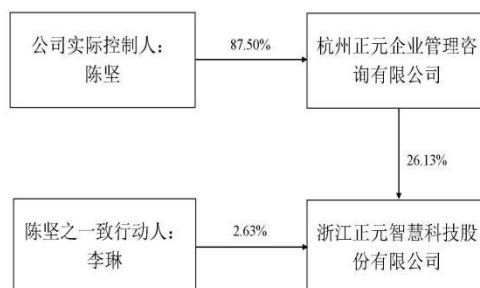 公司实际控制人：
陈坚
87.50%
杭州正元企业管理咨
询有限公司
26.13%
陈坚之一致行动人：
李琳
2.63%
浙江正元智慧科技股
份有限公司